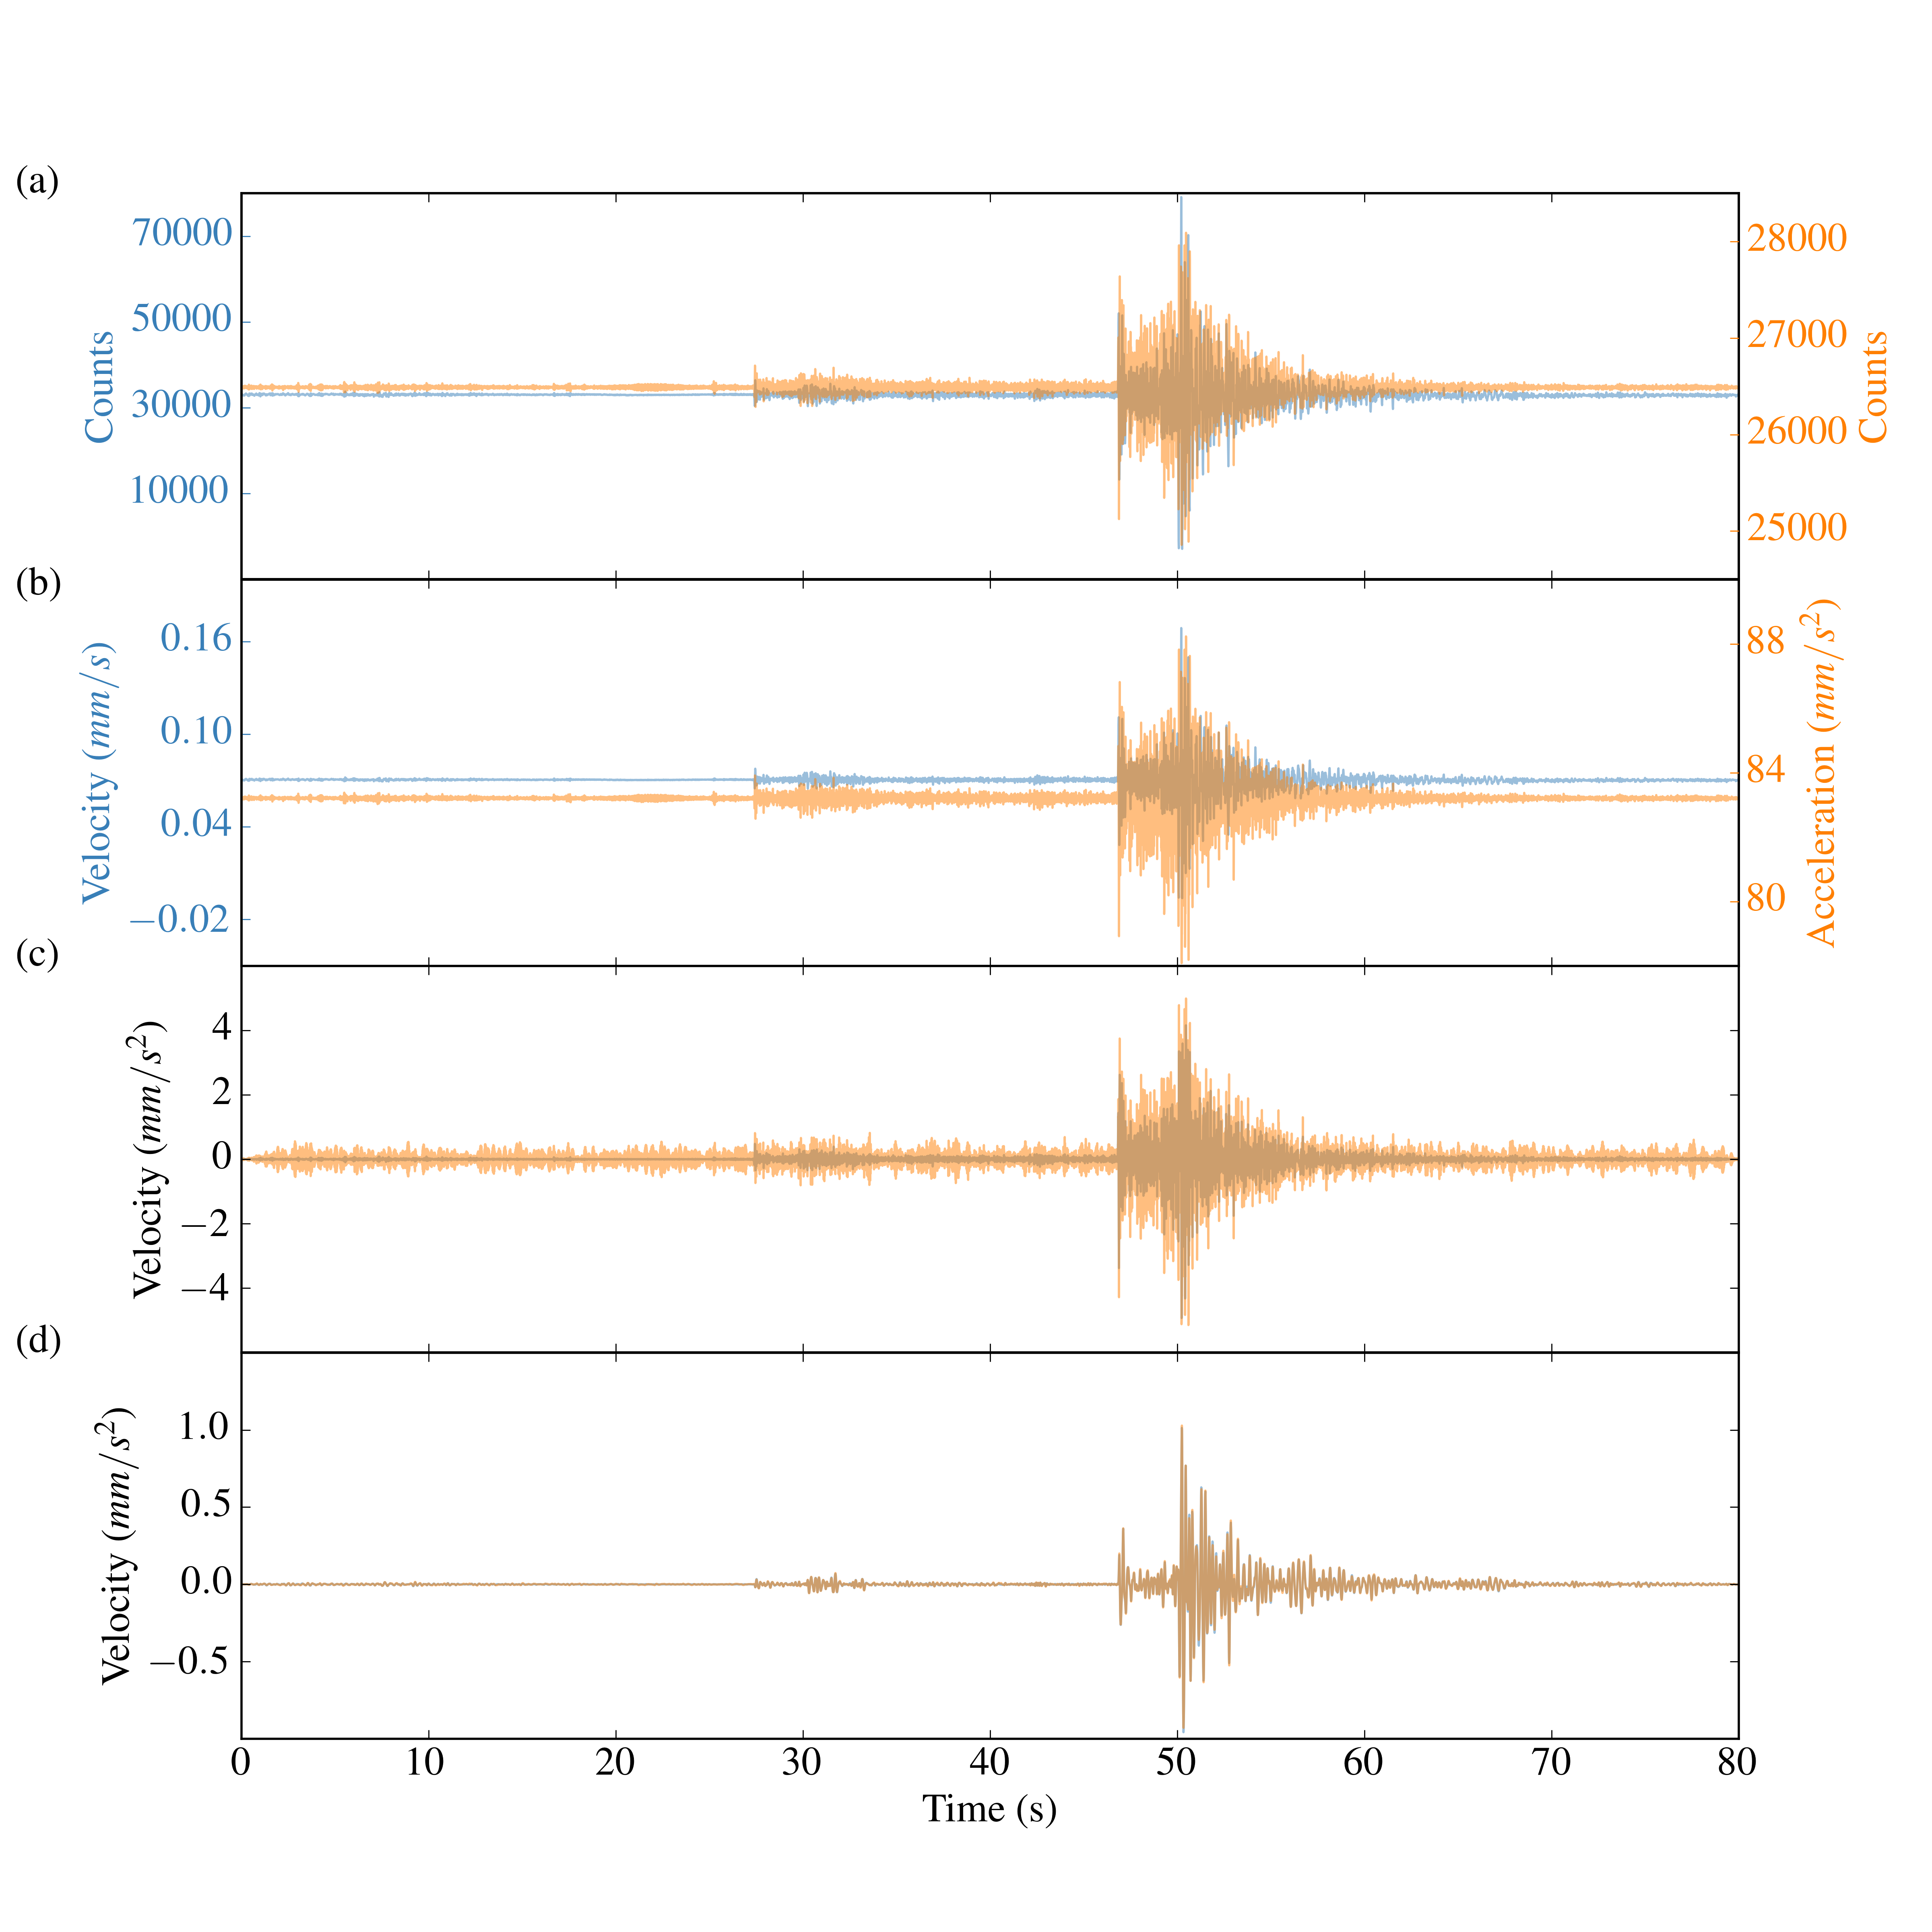 (a)
70000
50000
30000
10000
Counts
28000
27000
26000
25000
Counts
(b)
0.16
0.10
0.04
−0.02
Velocity (mm/s)
88
84
80
Acceleration (mm/s²)
(c)
4
2
0
−2
−4
Velocity (mm/s²)
(d)
1.0
0.5
0.0
−0.5
Velocity (mm/s²)
0 10 20 30 40 50 60 70 80
Time (s)